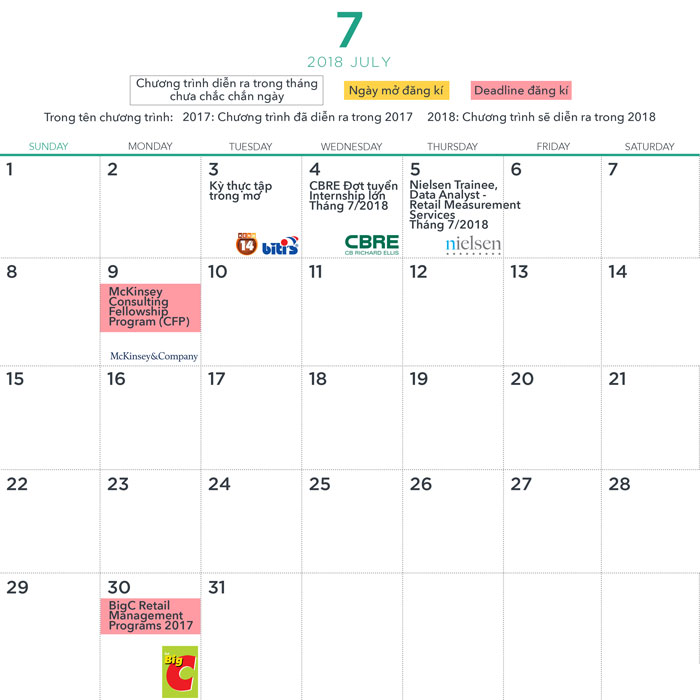 7
2018 JULY
Chương trình diễn ra trong tháng
chưa chắc chắn ngày
Ngày mở đăng kí
Deadline đăng kí
Trong tên chương trình: 2017: Chương trình đã diễn ra trong 2017 2018: Chương trình sẽ diễn ra trong 2018
SUNDAY MONDAY TUESDAY WEDNESDAY THURSDAY FRIDAY SATURDAY
1 2 3 4 5 6 7
Kỳ thực tập
trong mơ
14
biti's
CBRE Đợt tuyển
Internship lớn
Tháng 7/2018
CBRE
CB RICHARD ELLIS
Nielsen Trainee,
Data Analyst -
Retail Measurement
Services
Tháng 7/2018
nielsen
8 9 10 11 12 13 14
McKinsey
Consulting
Fellowship
Program (CFP)
McKinsey&Company
15 16 17 18 19 20 21
22 23 24 25 26 27 28
29 30 31
BigC Retail
Management
Programs 2017
Big
C